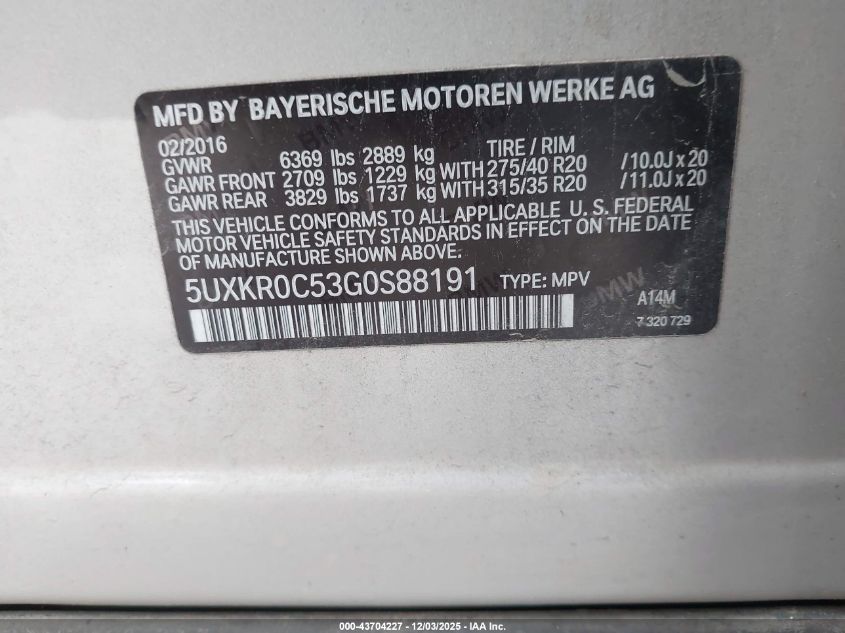 MFD BY BAYERISCHE MOTOREN WERKE AG
02/2016
GVWR 6369 lbs 2889 kg TIRE / RIM
GAWR FRONT 2709 lbs 1229 kg WITH 275/40 R20 /10.0J x 20
GAWR REAR 3829 lbs 1737 kg WITH 315/35 R20 /11.0J x 20
THIS VEHICLE CONFORMS TO ALL APPLICABLE U. S. FEDERAL
MOTOR VEHICLE SAFETY STANDARDS IN EFFECT ON THE DATE
OF MANUFACTURE SHOWN ABOVE.
5UXKR0C53G0S88191 TYPE: MPV
BMW
A14M
7 320 729
000-43704227 - 12/03/2025 - IAA Inc.